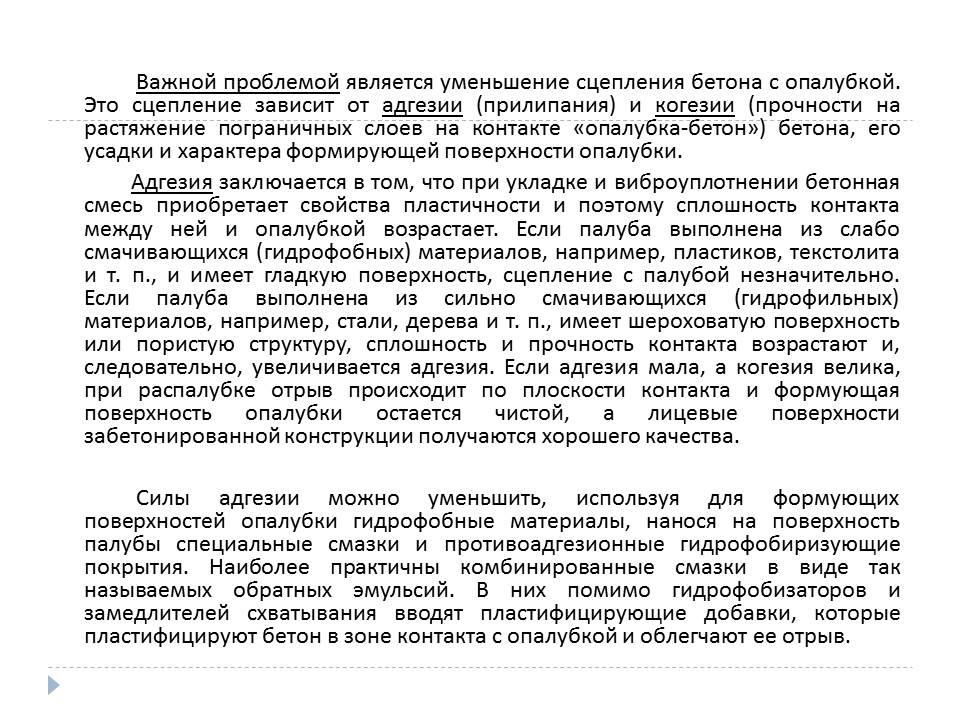 Важной проблемой является уменьшение сцепления бетона с опалубкой.
Это сцепление зависит от адгезии (прилипания) и когезии (прочности на
растяжение пограничных слоев на контакте «опалубка-бетон») бетона, его
усадки и характера формирующей поверхности опалубки.
Адгезия заключается в том, что при укладке и виброуплотнении бетонная
смесь приобретает свойства пластичности и поэтому сплошность контакта
между ней и опалубкой возрастает. Если палуба выполнена из слабо
смачивающихся (гидрофобных) материалов, например, пластиков, текстолита
и т. п., и имеет гладкую поверхность, сцепление с палубой незначительно.
Если палуба выполнена из сильно смачивающихся (гидрофильных)
материалов, например, стали, дерева и т. п., имеет шероховатую поверхность
или пористую структуру, сплошность и прочность контакта возрастают и,
следовательно, увеличивается адгезия. Если адгезия мала, а когезия велика,
при распалубке отрыв происходит по плоскости контакта и формующая
поверхность опалубки остается чистой, а лицевые поверхности
забетонированной конструкции получаются хорошего качества.
Силы адгезии можно уменьшить, используя для формующих
поверхностей опалубки гидрофобные материалы, нанося на поверхность
палубы специальные смазки и противоадгезионные гидрофобиризующие
покрытия. Наиболее практичны комбинированные смазки в виде так
называемых обратных эмульсий. В них помимо гидрофобизаторов и
замедлителей схватывания вводят пластифицирующие добавки, которые
пластифицируют бетон в зоне контакта с опалубкой и облегчают ее отрыв.